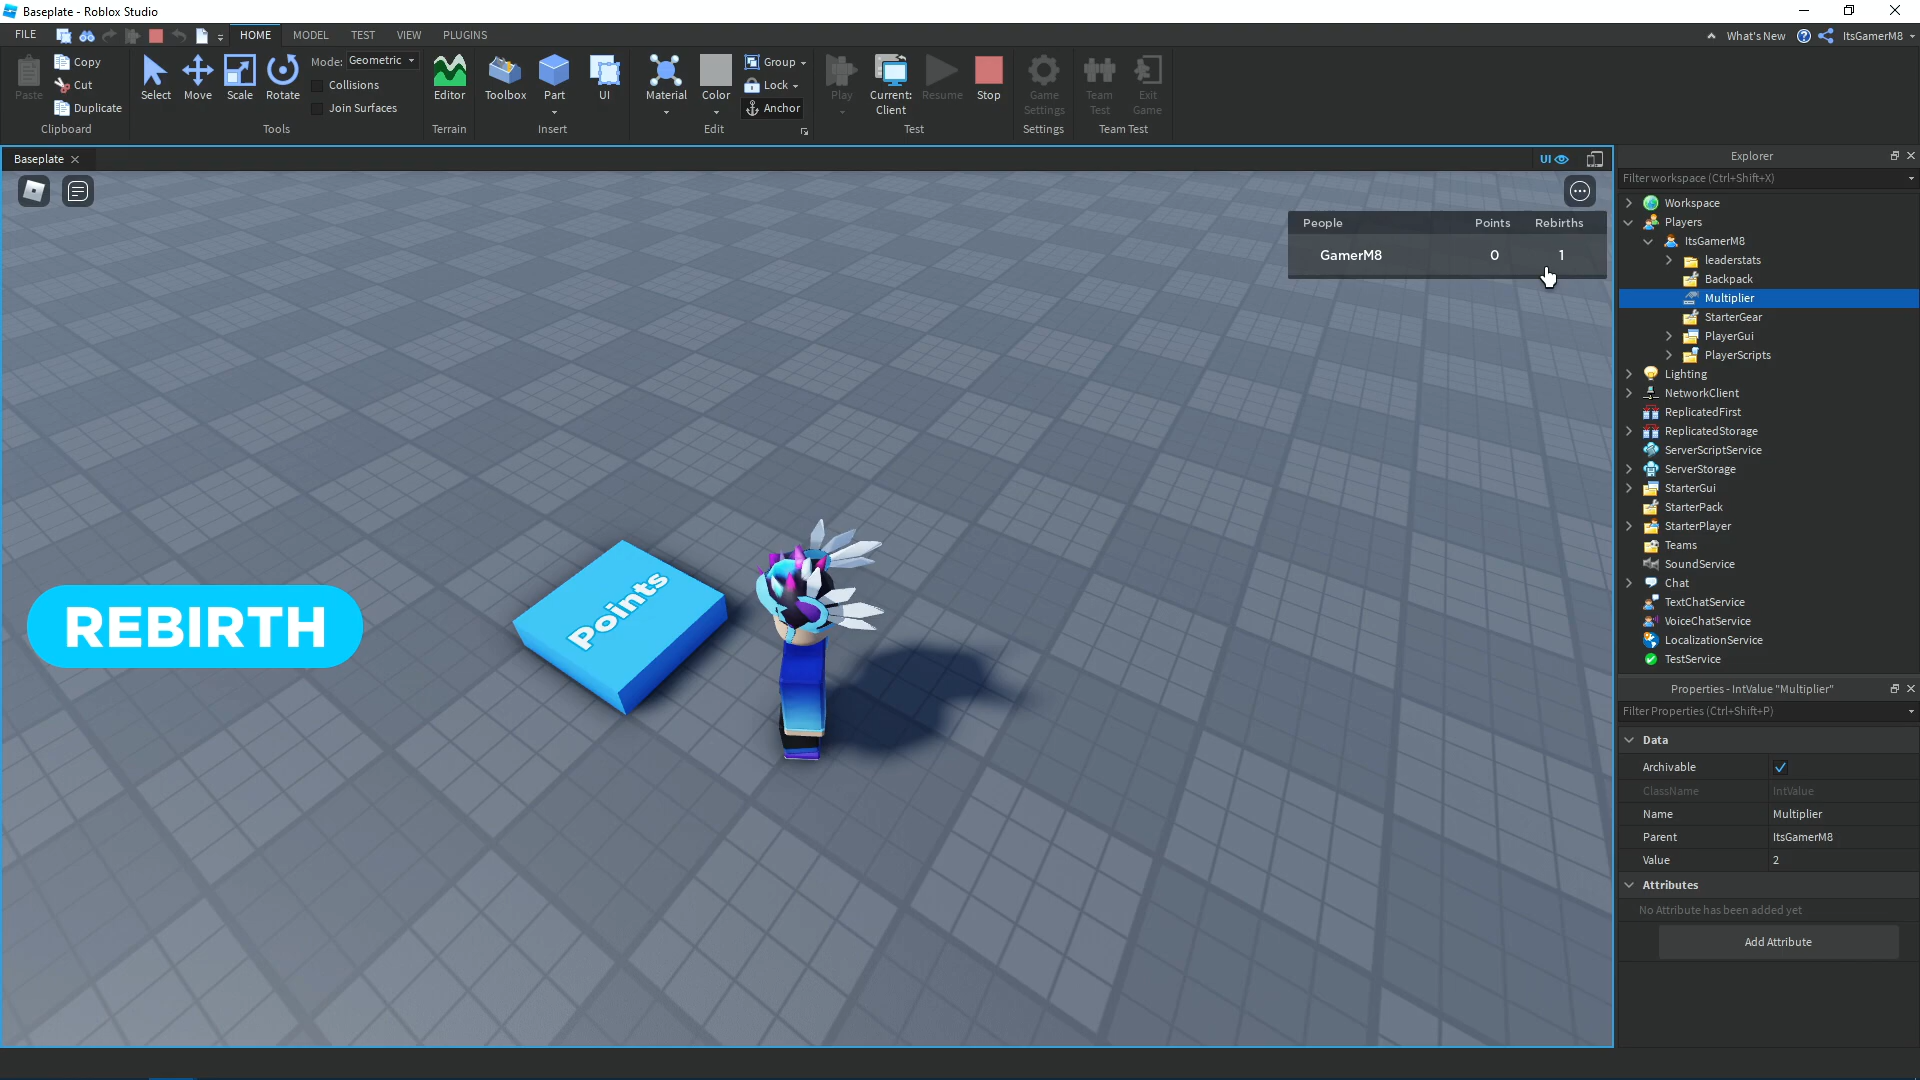 Baseplate - Roblox Studio
FILE
HOME
MODEL
TEST
VIEW
PLUGINS
What's New
ItsGamerM8
Paste
Copy
Cut
Duplicate
Clipboard
Select
Move
Scale
Rotate
Mode:
Geometric
Collisions
Join Surfaces
Tools
Editor
Terrain
Toolbox
Part
UI
Insert
Material
Color
Group
Lock
Anchor
Edit
Play
Current:
Client
Resume
Stop
Test
Game
Settings
Settings
Team
Test
Exit
Game
Team Test
Baseplate
UI
People Points Rebirths
GamerM8 0 1
REBIRTH
Points
Explorer
Filter workspace (Ctrl+Shift+X)
Workspace
Players
ItsGamerM8
leaderstats
Backpack
Multiplier
StarterGear
PlayerGui
PlayerScripts
Lighting
NetworkClient
ReplicatedFirst
ReplicatedStorage
ServerScriptService
ServerStorage
StarterGui
StarterPack
StarterPlayer
Teams
SoundService
Chat
TextChatService
VoiceChatService
LocalizationService
TestService
Properties - IntValue "Multiplier"
Filter Properties (Ctrl+Shift+P)
Data
Archivable
ClassName IntValue
Name Multiplier
Parent ItsGamerM8
Value 2
Attributes
No Attribute has been added yet
Add Attribute